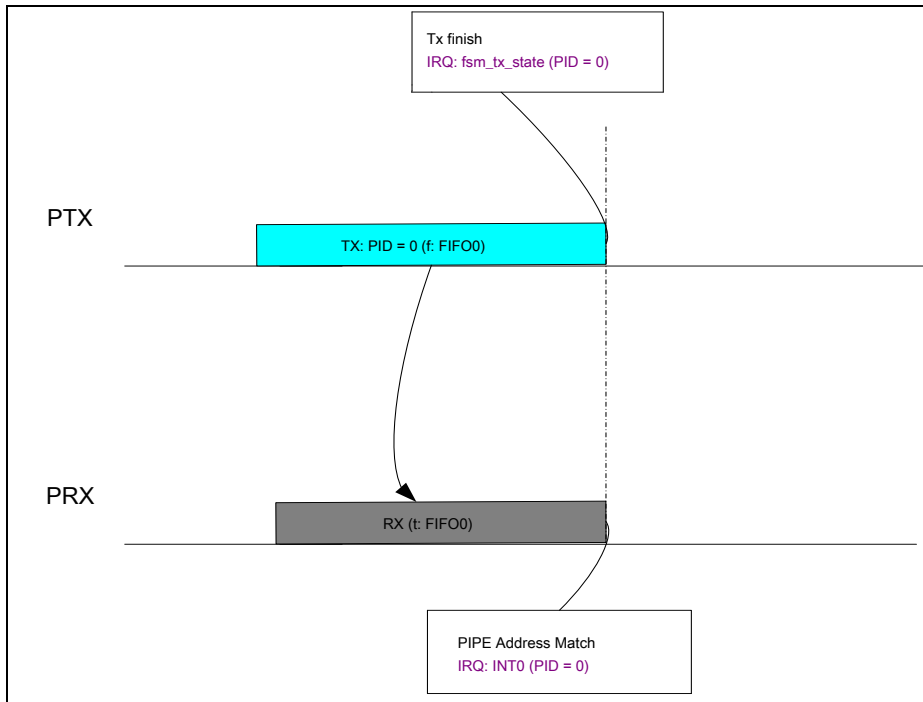 Tx finish
IRQ: fsm_tx_state (PID = 0)
PTX
TX: PID = 0 (f: FIFO0)
PRX
RX (t: FIFO0)
PIPE Address Match
IRQ: INT0 (PID = 0)